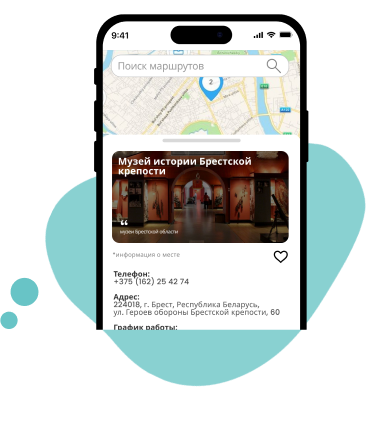 9:41
Поиск маршрутов
2
Музей истории Брестской
крепости
“
музеи Брестской области
*информация о месте
Телефон:
+375 (162) 25 42 74
Адрес:
224018, г. Брест, Республика Беларусь,
ул. Героев обороны Брестской крепости, 60
График работы: